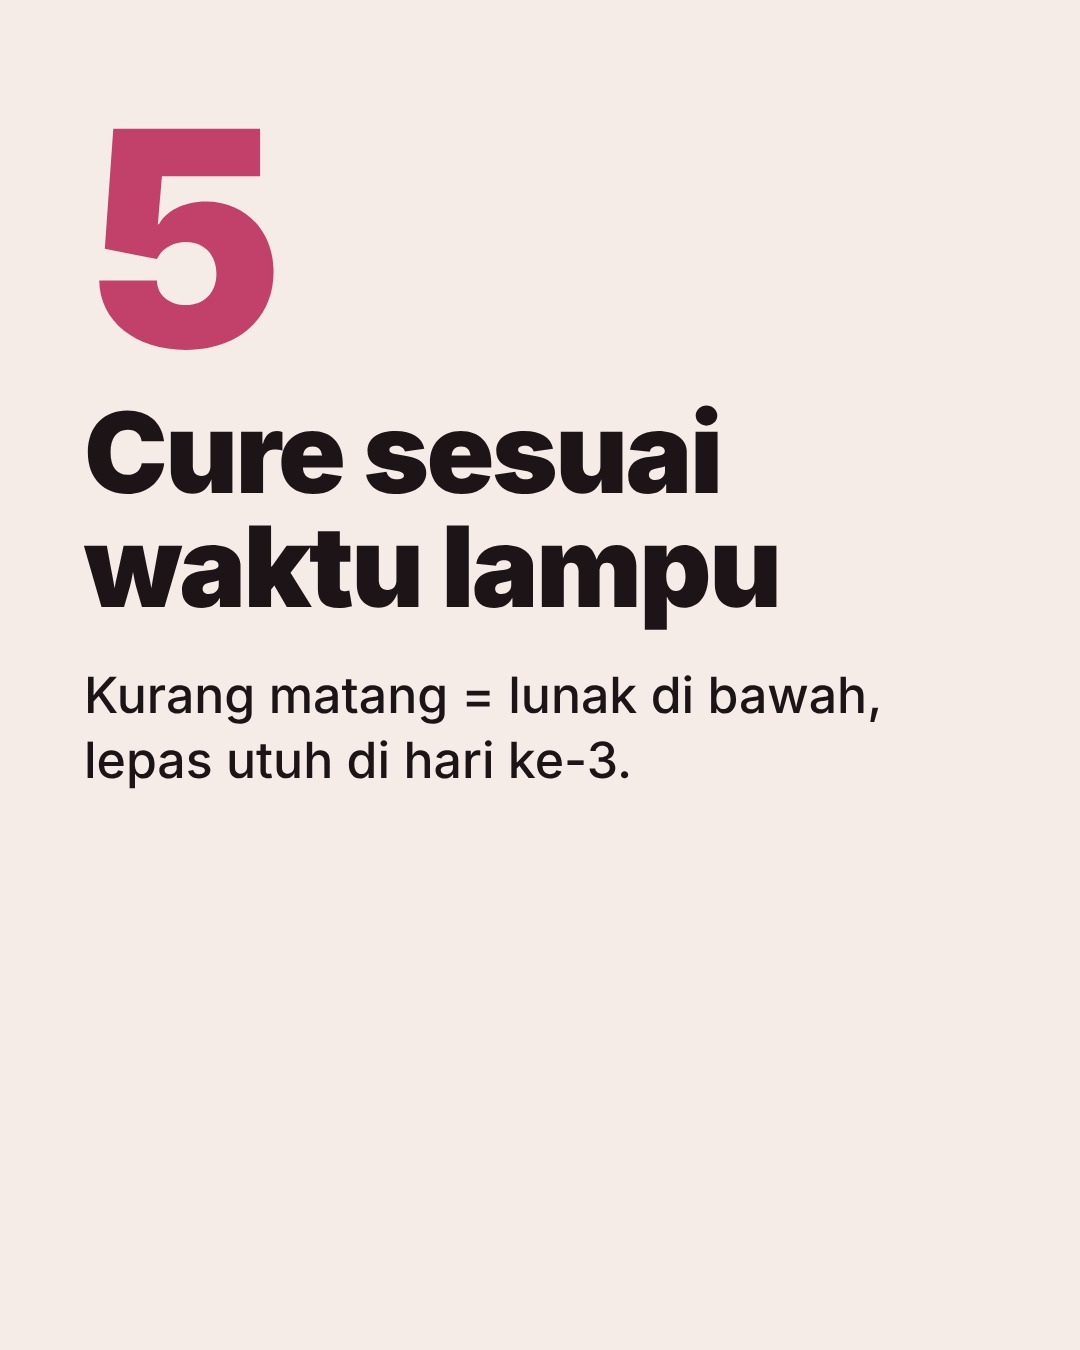 5
Cure sesuai
waktu lampu
Kurang matang = lunak di bawah,
lepas utuh di hari ke-3.